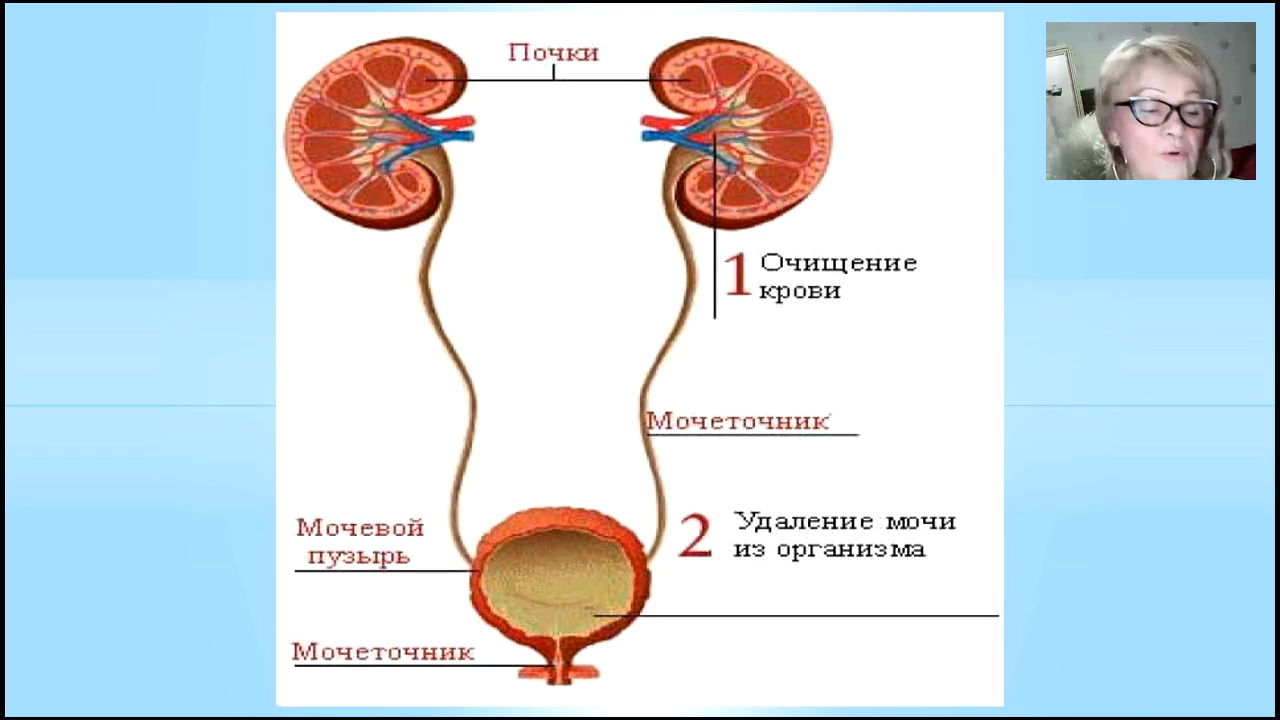 Почки
1 Очищение
крови
Мочеточник
Мочевой
пузырь
2 Удаление мочи
из организма
Мочеточник